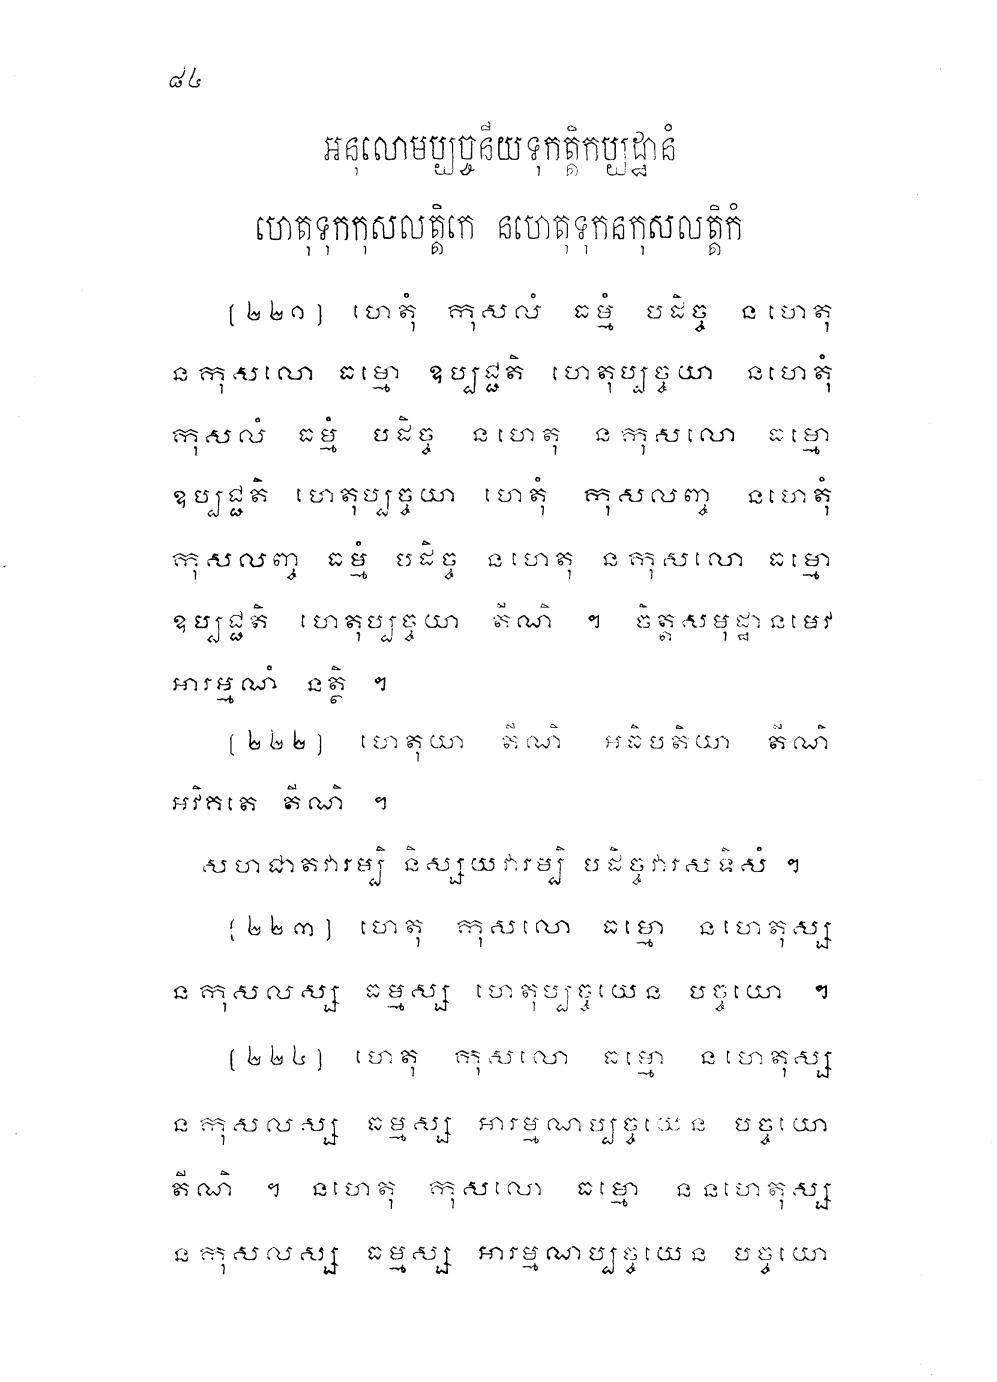 ៨៤
អនុលោមប្បច្ចនីយទុកត្តិកប្បដ្ឋានំ
ហេតុទុកកុសលត្តិកេ នហេតុទុកនកុសលត្តិកំ
(២២១) ហេតុំ កុសលំ ធម្មំ បដិច្ច នហេតុ
នកុសលោ ធម្មោ ឧប្បជ្ជតិ ហេតុប្បច្ចយា នហេតុំ
កុសលំ ធម្មំ បដិច្ច នហេតុ នកុសលោ ធម្មោ
ឧប្បជ្ជតិ ហេតុប្បច្ចយា ហេតុំ កុសលញ្ច នហេតុំ
កុសលញ្ច ធម្មំ បដិច្ច នហេតុ នកុសលោ ធម្មោ
ឧប្បជ្ជតិ ហេតុប្បច្ចយា តីណិ ។ ចិត្តសមុដ្ឋានមេវ
អារម្មណំ នត្ថិ ។
(២២២) ហេតុយា តីណិ អធិបតិយា តីណិ
អវិកតេ តីណិ ។
សហជាតវារម្បិ និស្សយវារម្បិ បដិច្ចវារសទិសំ ។
(២២៣) ហេតុ កុសលោ ធម្មោ នហេតុស្ស
នកុសលស្ស ធម្មស្ស ហេតុប្បច្ចយេន បច្ចយោ ។
(២២៤) ហេតុ កុសលោ ធម្មោ នហេតុស្ស
នកុសលស្ស ធម្មស្ស អារម្មណប្បច្ចយេន បច្ចយោ
តីណិ ។ នហេតុ កុសលោ ធម្មោ ននហេតុស្ស
នកុសលស្ស ធម្មស្ស អារម្មណប្បច្ចយេន បច្ចយោ